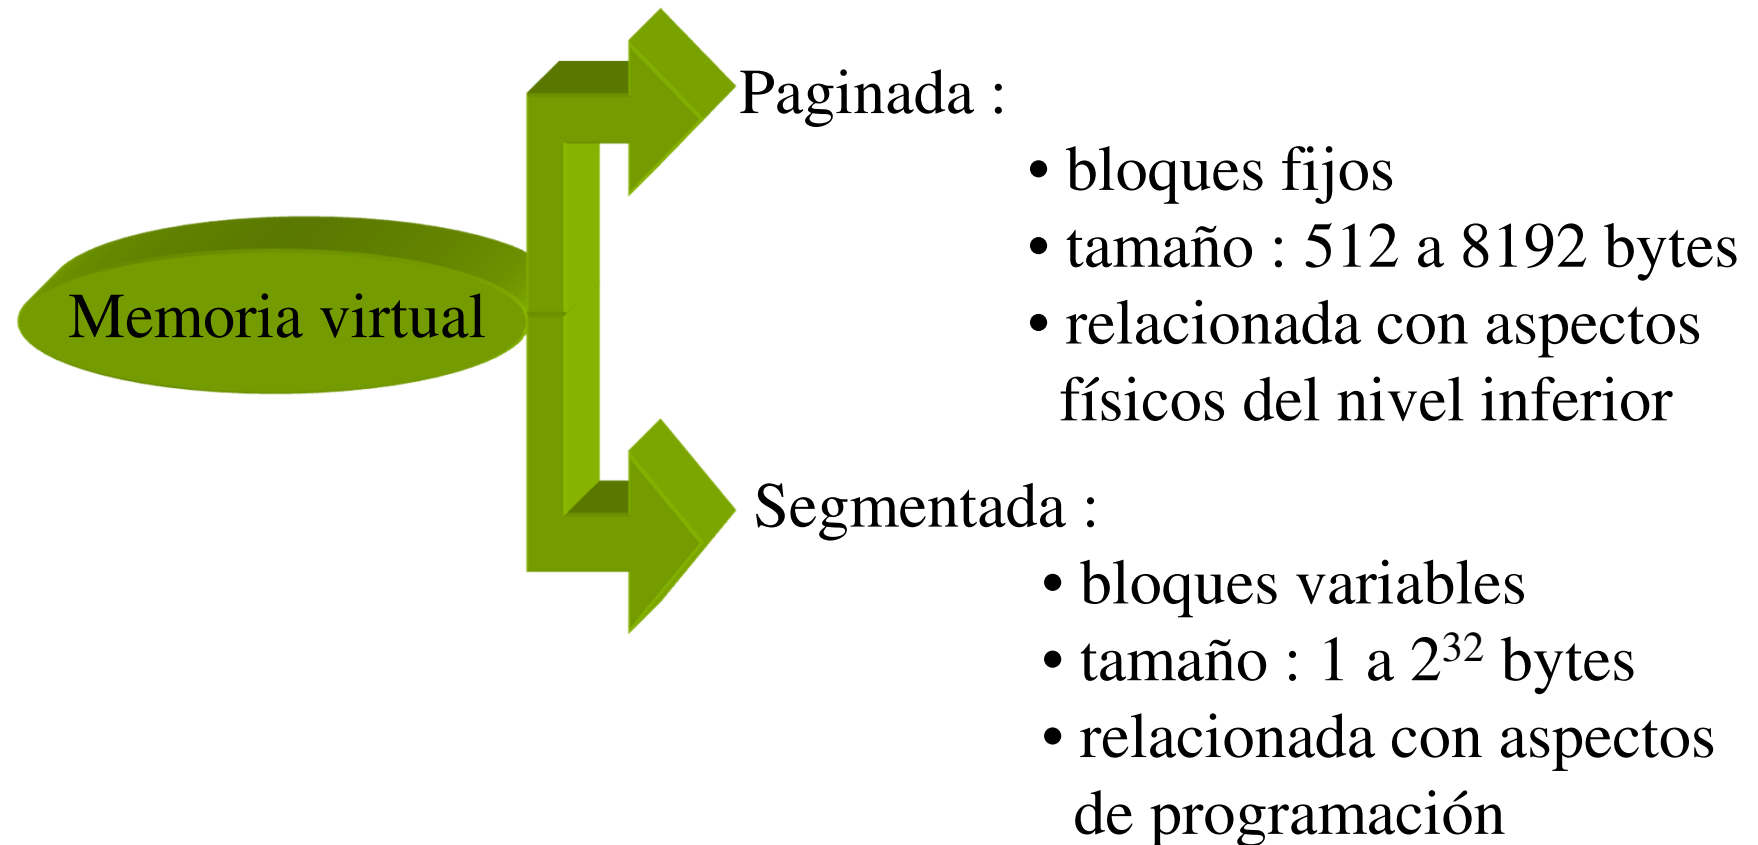 Memoria virtual
Paginada :
• bloques fijos
• tamaño : 512 a 8192 bytes
• relacionada con aspectos
físicos del nivel inferior
Segmentada :
• bloques variables
• tamaño : 1 a 2³² bytes
• relacionada con aspectos
de programación